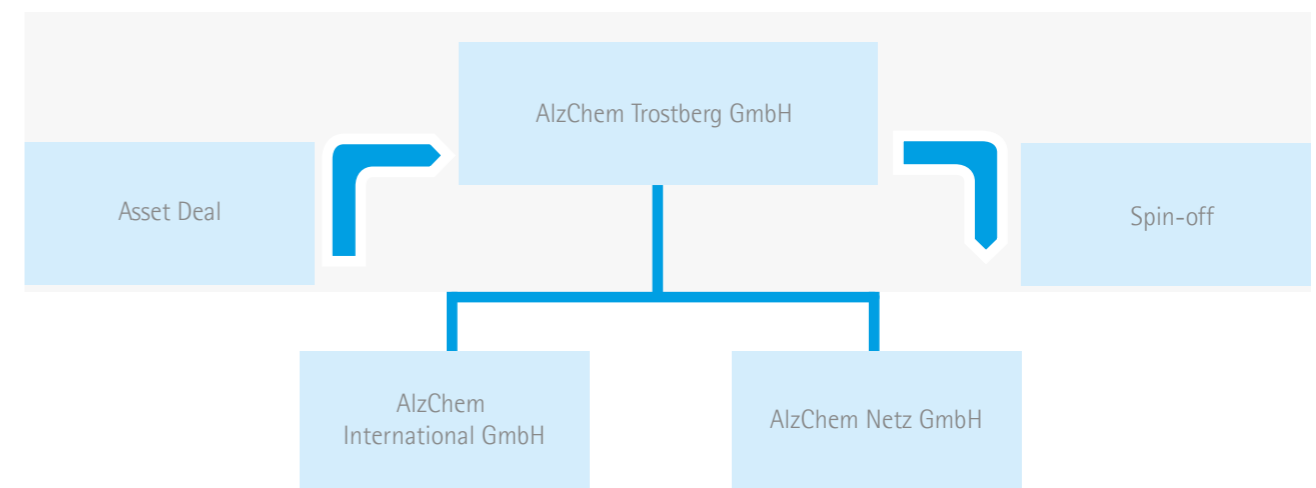 AlzChem Trostberg GmbH
Asset Deal
Spin-off
AlzChem
International GmbH
AlzChem Netz GmbH